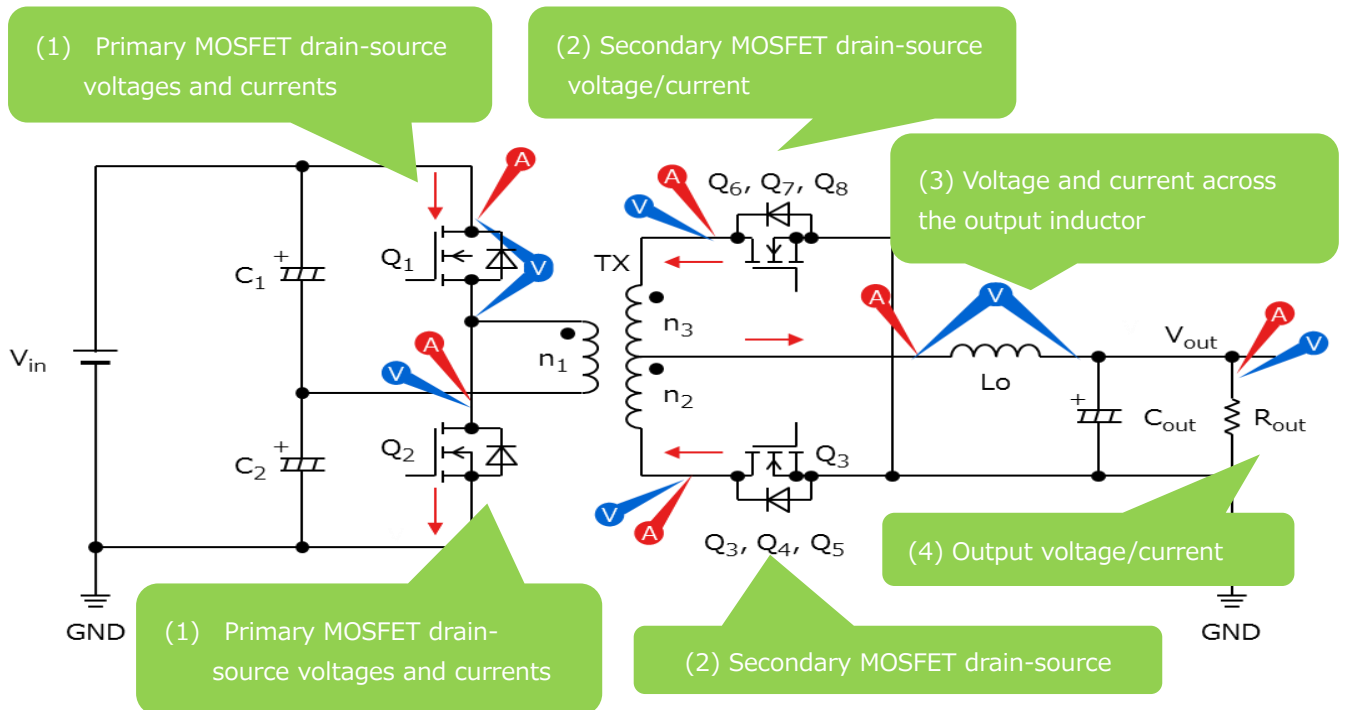 (1) Primary MOSFET drain-source
voltages and currents
(2) Secondary MOSFET drain-source
voltage/current
(3) Voltage and current across
the output inductor
A
A
V
Q6, Q7, Q8
Q1
V
C1
TX
n3
A
V
A
V
Vout
Vin
A
V
n1
n2
Lo
Cout
Rout
C2
Q2
Q3
V
A
Q3, Q4, Q5
(4) Output voltage/current
GND
(1) Primary MOSFET drain-
source voltages and currents
(2) Secondary MOSFET drain-source
GND
+
+
+